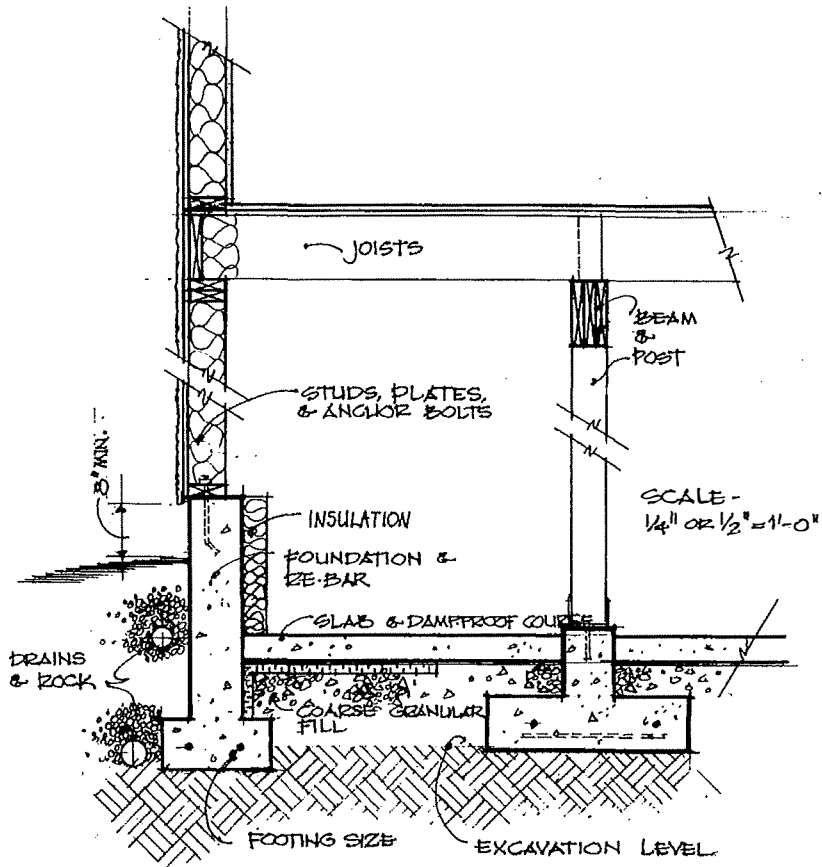 JOISTS
BEAM
&
POST
STUDS, PLATES,
& ANCHOR BOLTS
8" MIN.
SCALE -
1/4" OR 1/2" = 1'-0"
INSULATION
FOUNDATION &
RE-BAR
SLAB & DAMPPROOF COURSE
DRAINS
& ROCK
COARSE GRANULAR
FILL
FOOTING SIZE
EXCAVATION LEVEL